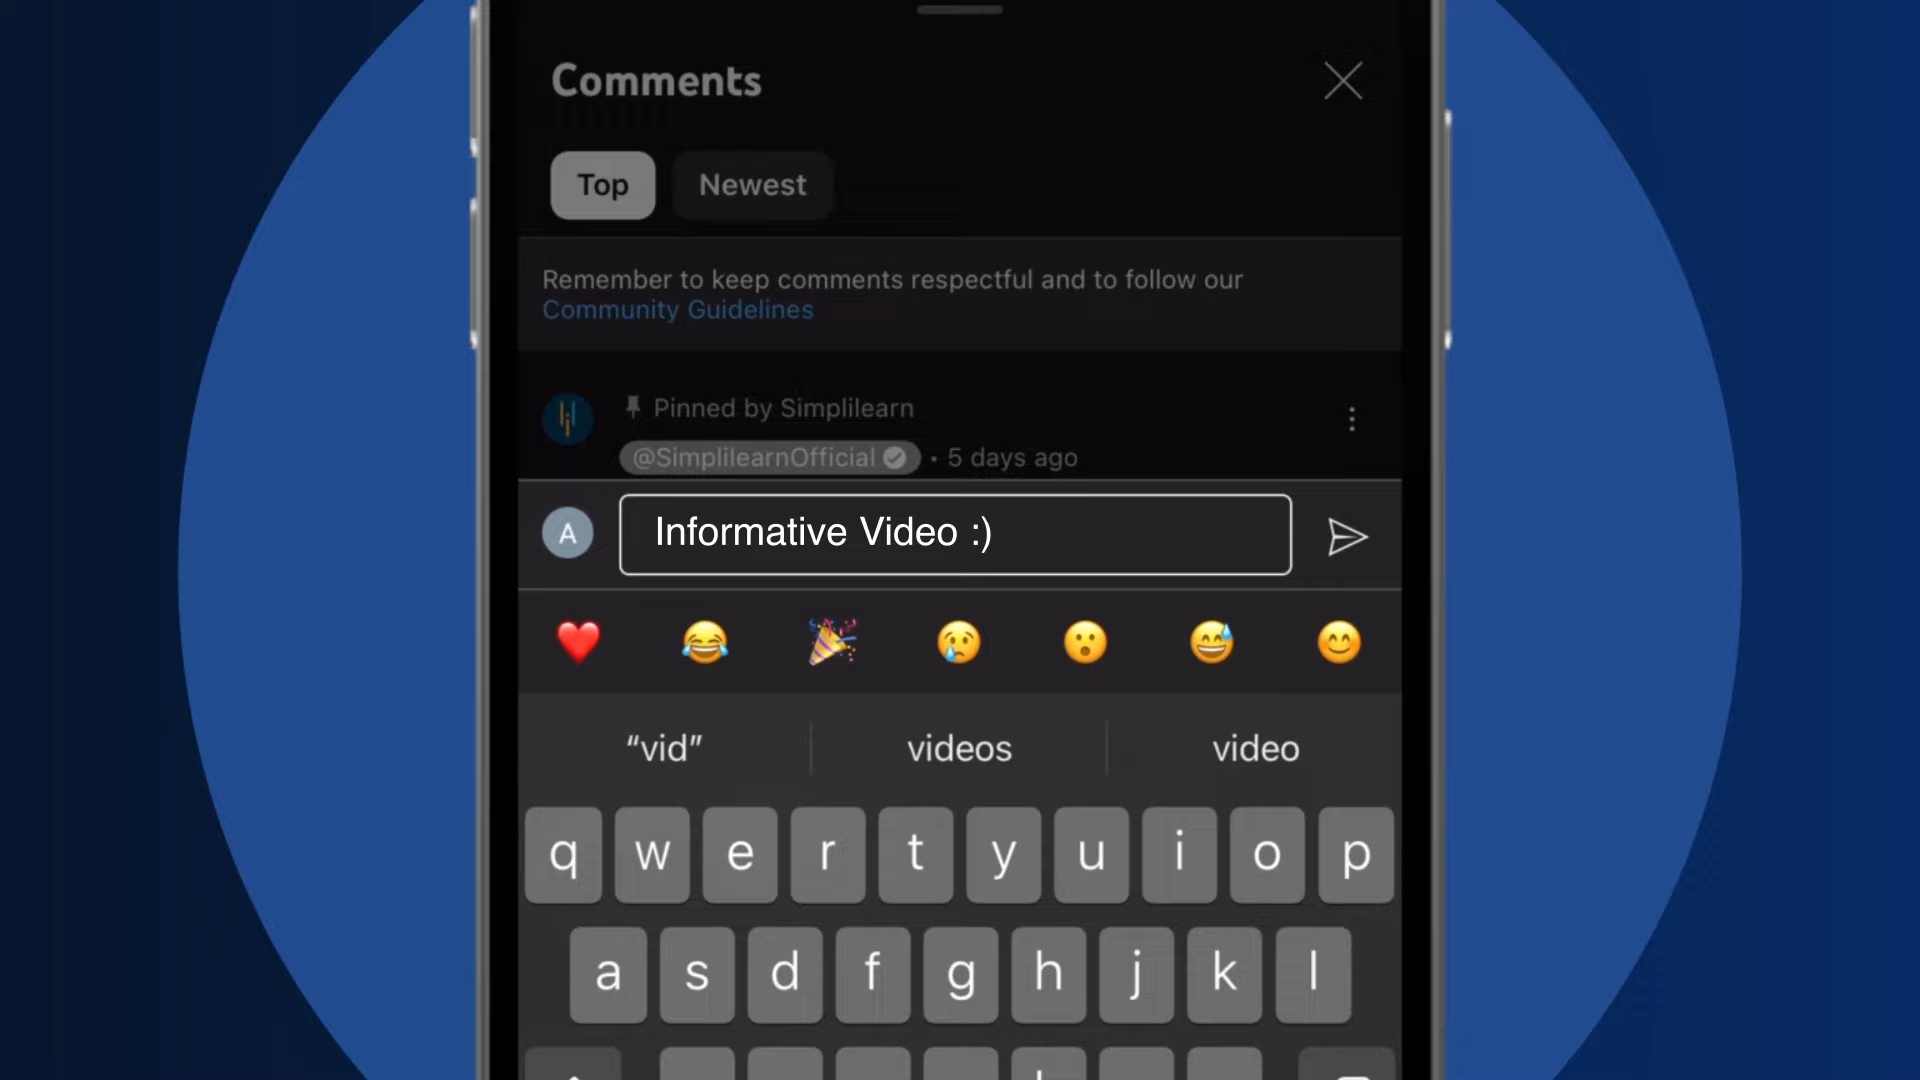 Comments
Top Newest
Remember to keep comments respectful and to follow our
Community Guidelines
Pinned by Simplilearn
@SimplilearnOfficial • 5 days ago
A Informative Video :)
“vid” videos video
q w e r t y u i o p
a s d f g h j k l